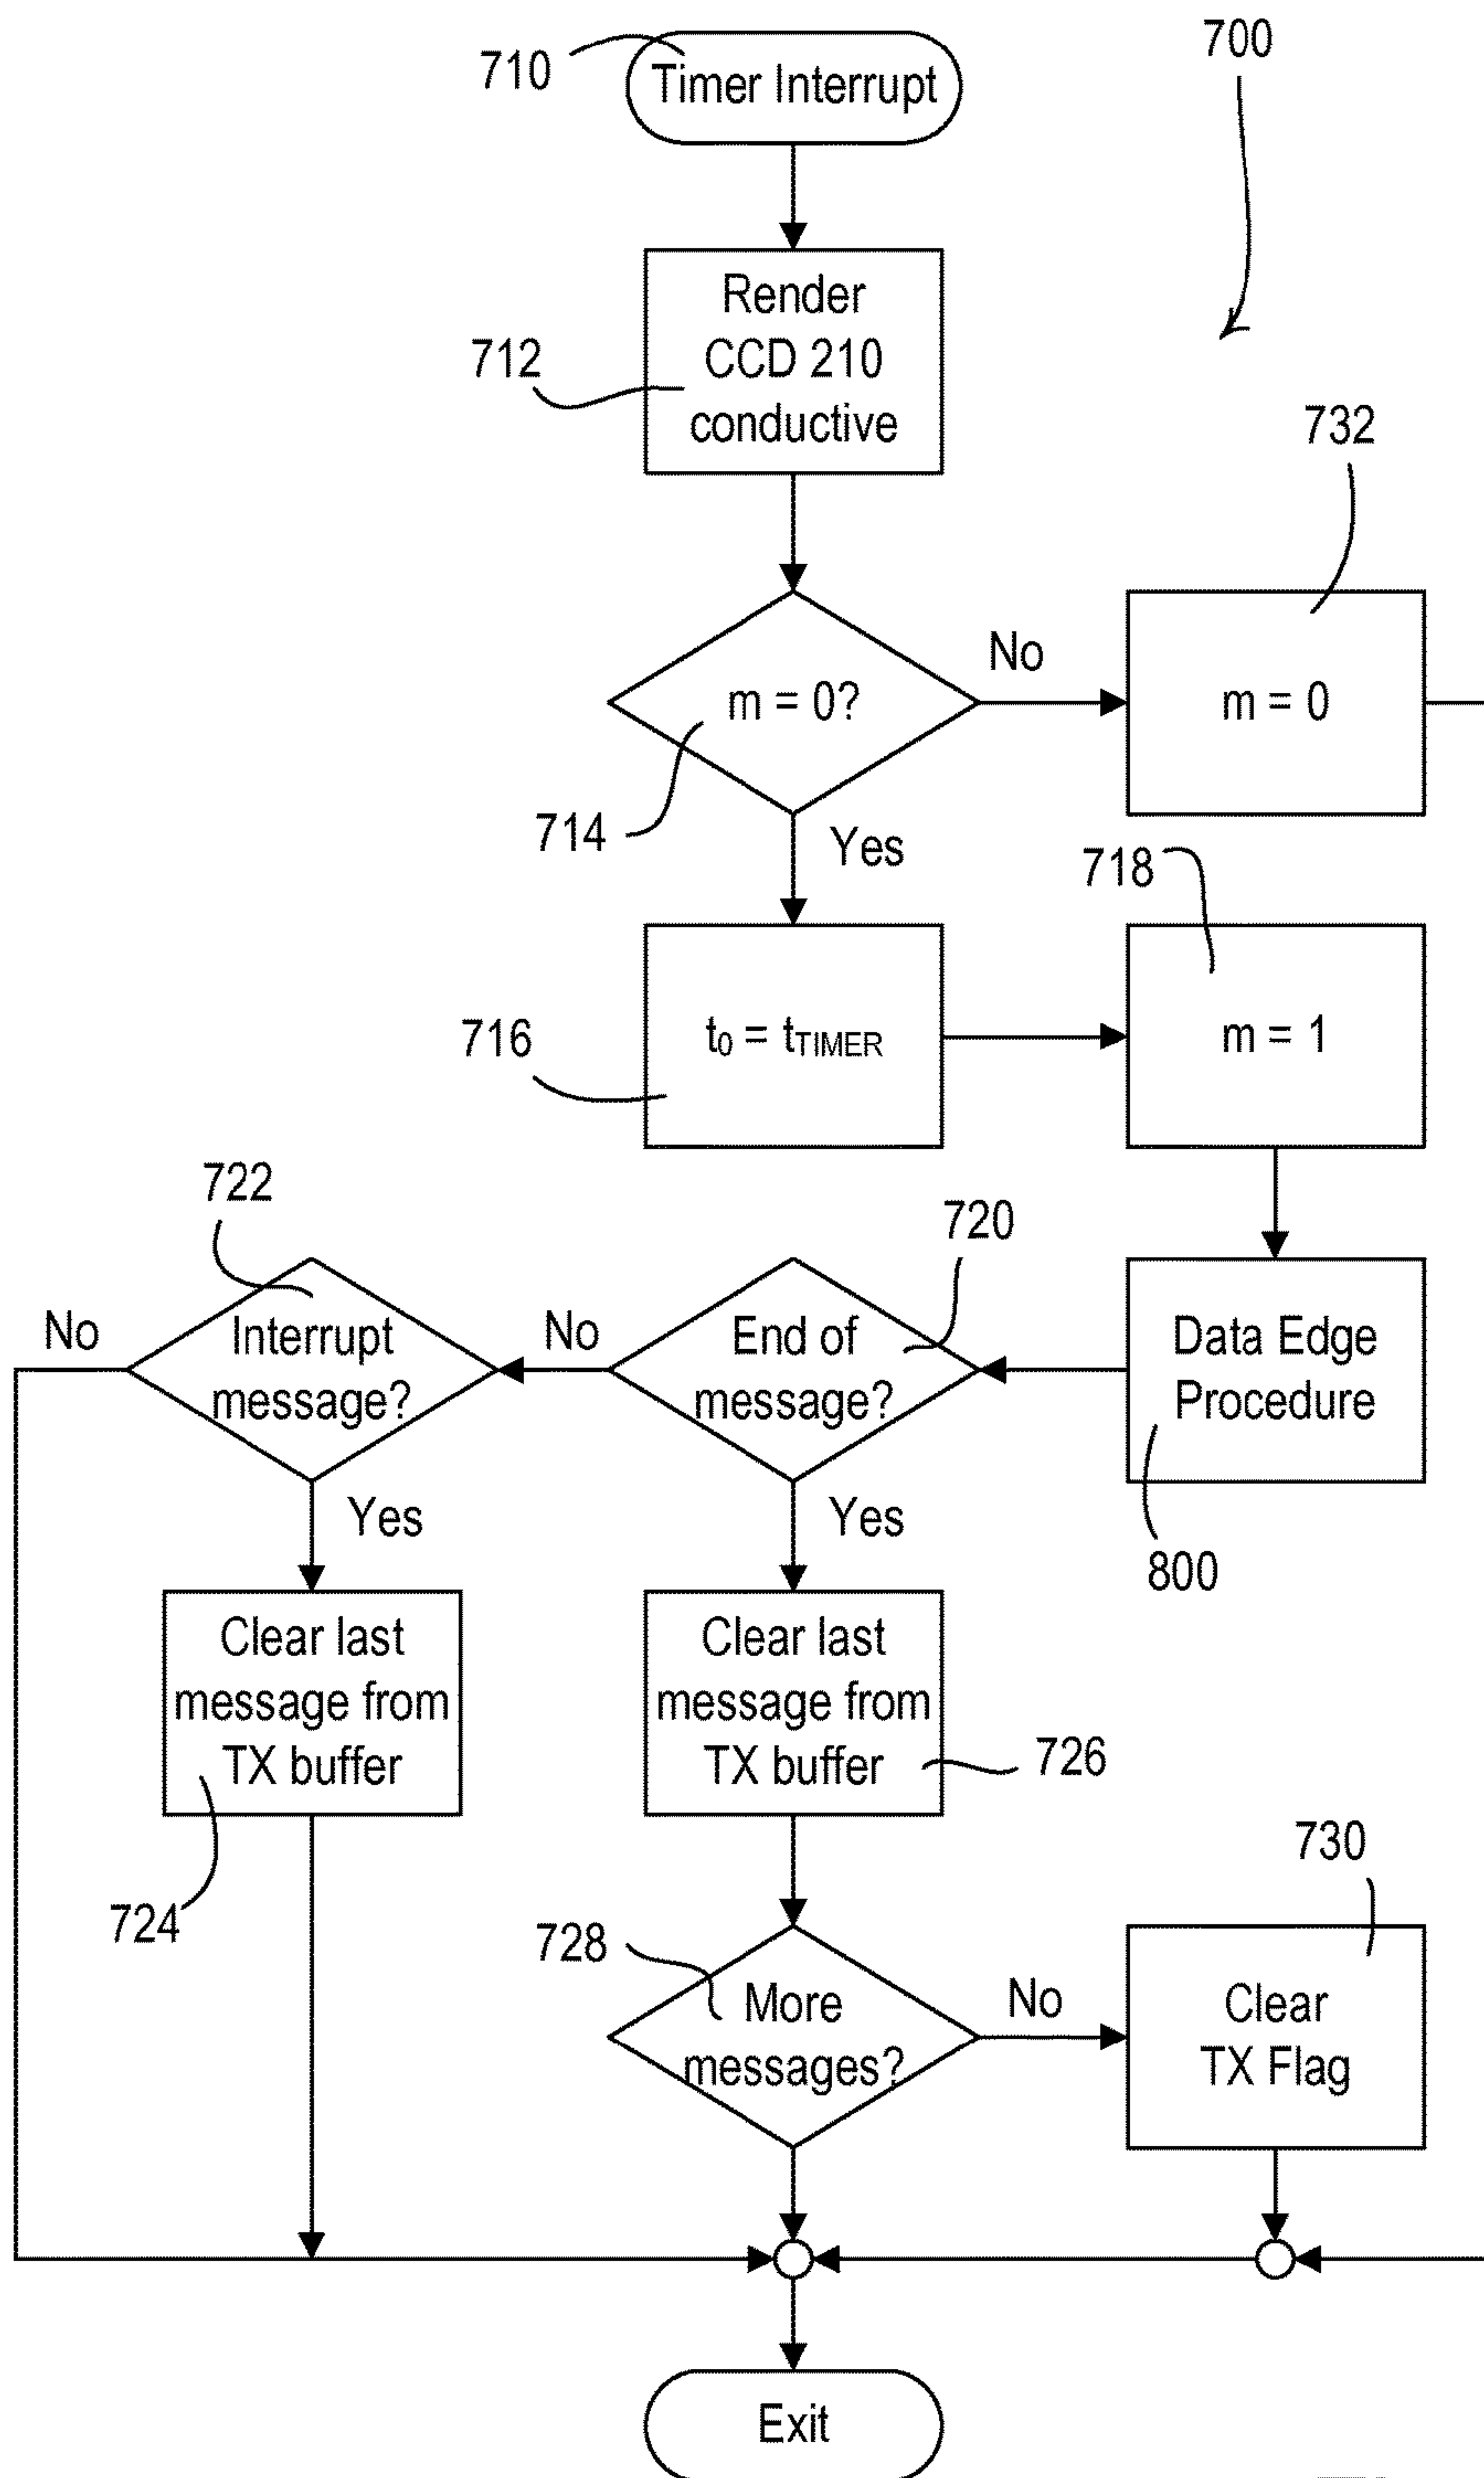 700
710
Timer Interrupt
712
Render
CCD 210
conductive
732
m = 0?
No
m = 0
714
Yes
718
716
t₀ = tTIMER
m = 1
722
720
No
Interrupt
message?
No
End of
message?
Data Edge
Procedure
Yes
Yes
800
Clear last
message from
TX buffer
Clear last
message from
TX buffer
726
724
730
728
More
messages?
No
Clear
TX Flag
Exit